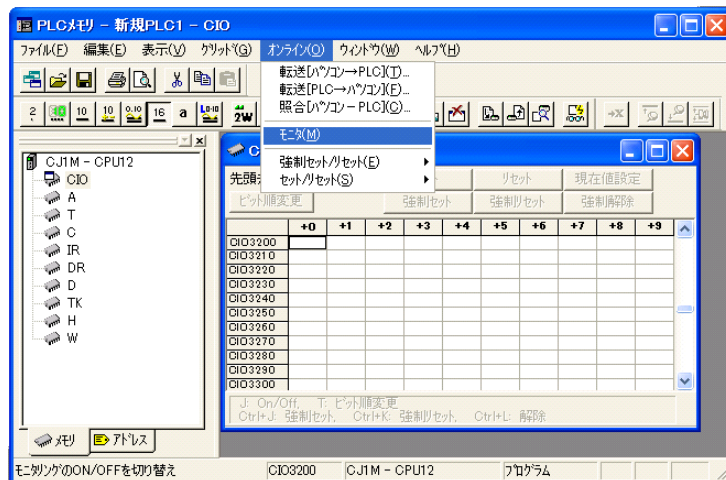 PLCﾒﾓﾘ - 新規PLC1 - CIO
ﾌｧｲﾙ(F) 編集(E) 表示(V) ｸﾞﾘｯﾄﾞ(G) ｵﾝﾗｲﾝ(O) ｳｨﾝﾄﾞｳ(W) ﾍﾙﾌﾟ(H)
転送[ﾊﾟｿｺﾝ→PLC](T)...
転送[PLC→ﾊﾟｿｺﾝ](F)...
照合[ﾊﾟｿｺﾝ - PLC](C)...
ﾓﾆﾀ(M)
強制ｾｯﾄ/ﾘｾｯﾄ(E)
ｾｯﾄ/ﾘｾｯﾄ(S)
2 10 10 0.10 16 a
CJ1M - CPU12
CIO
A
T
C
IR
DR
D
TK
H
W
ﾒﾓﾘ ｱﾄﾞﾚｽ
C
先頭 ﾘｾｯﾄ 現在値設定
ﾋﾞｯﾄ順変更 強制ｾｯﾄ 強制ﾘｾｯﾄ 強制解除
+0 +1 +2 +3 +4 +5 +6 +7 +8 +9
CIO3200
CIO3210
CIO3220
CIO3230
CIO3240
CIO3250
CIO3260
CIO3270
CIO3280
CIO3290
CIO3300
J: On/Off, T: ﾋﾞｯﾄ順変更
Ctrl+J: 強制ｾｯﾄ, Ctrl+K: 強制ﾘｾｯﾄ, Ctrl+L: 解除
ﾓﾆﾀﾘﾝｸﾞのON/OFFを切り替え CIO3200 CJ1M - CPU12 ﾌﾟﾛｸﾞﾗﾑ